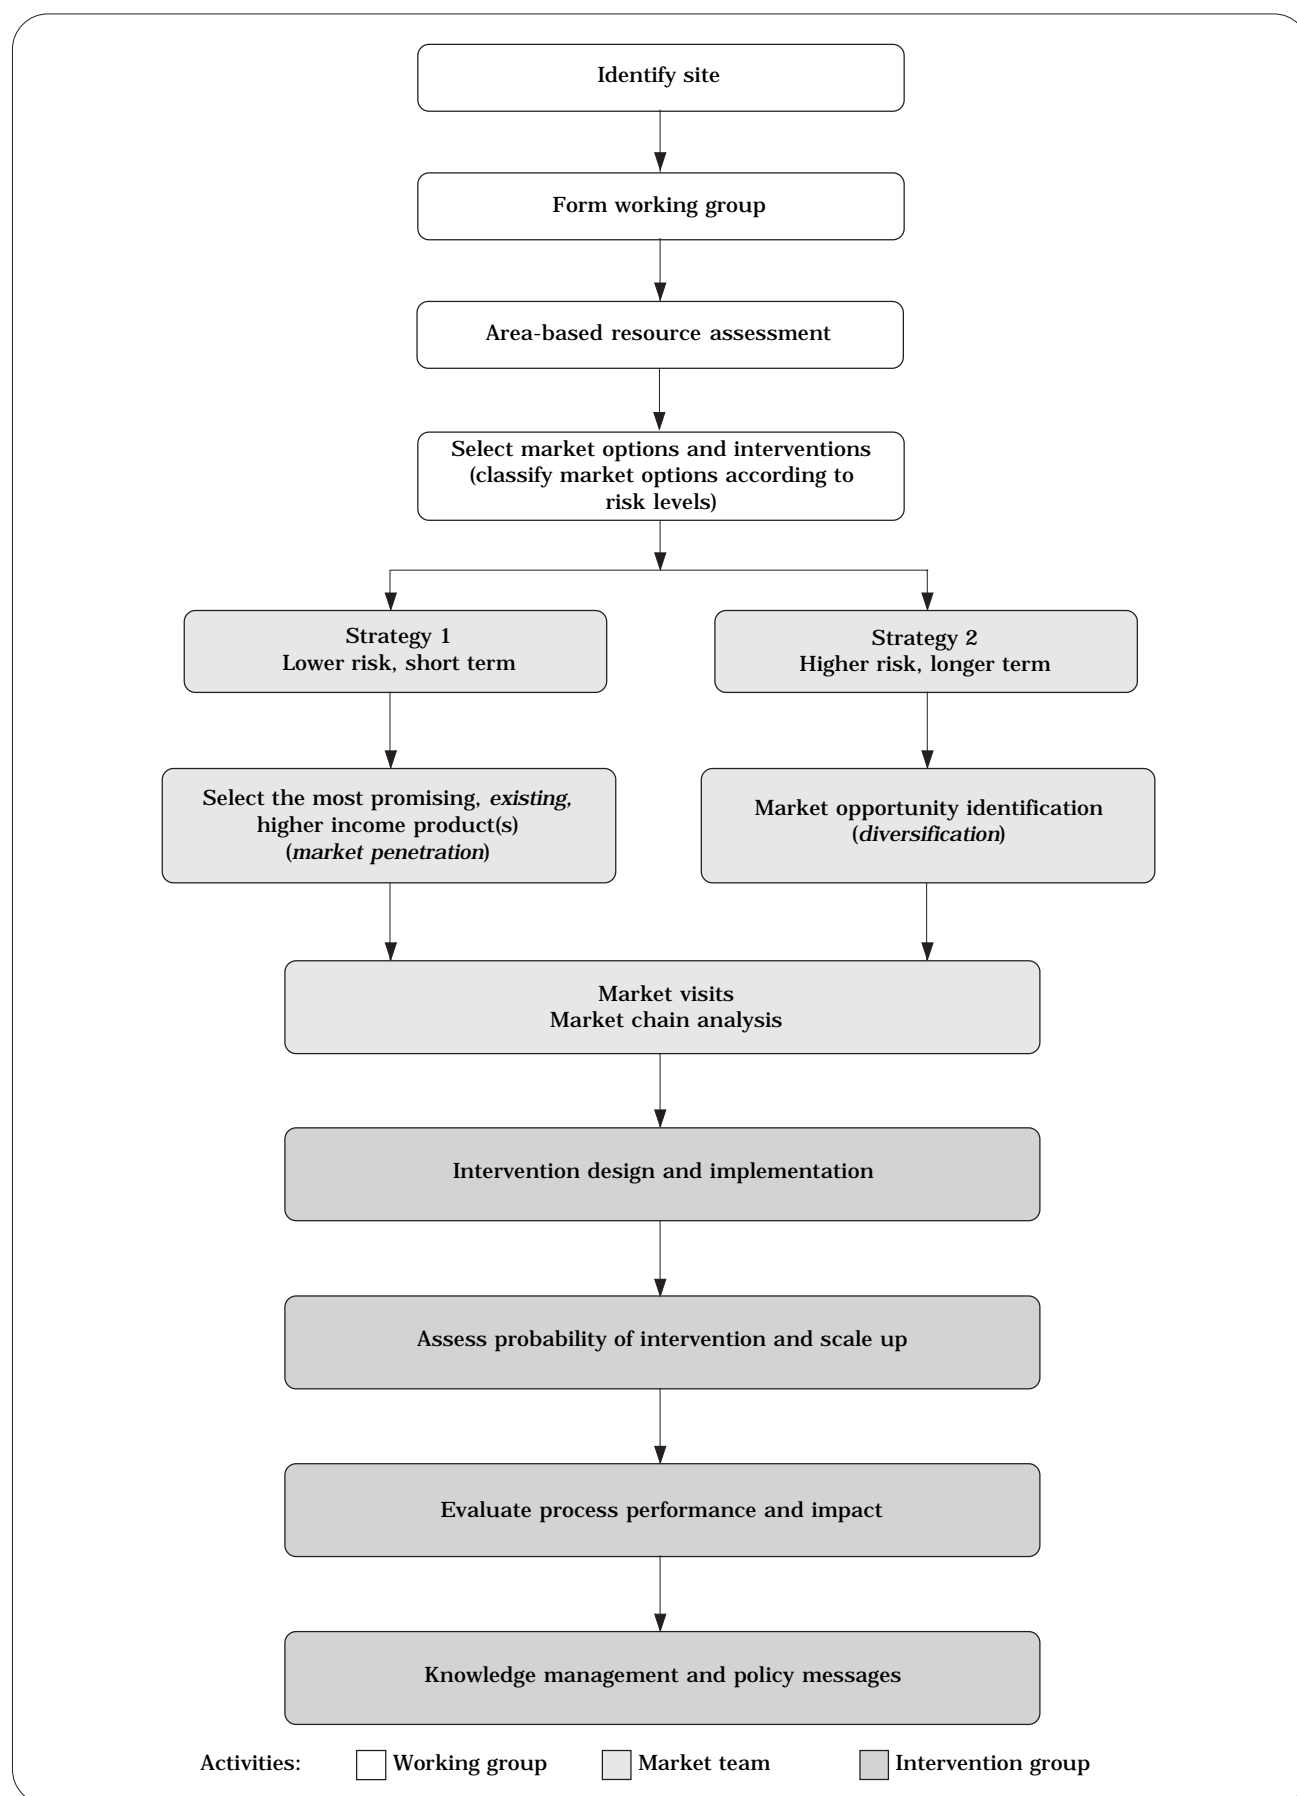 Identify site
Form working group
Area-based resource assessment
Select market options and interventions
(classify market options according to
risk levels)
Strategy 1
Lower risk, short term
Strategy 2
Higher risk, longer term
Select the most promising, existing,
higher income product(s)
(market penetration)
Market opportunity identification
(diversification)
Market visits
Market chain analysis
Intervention design and implementation
Assess probability of intervention and scale up
Evaluate process performance and impact
Knowledge management and policy messages
Activities: Working group Market team Intervention group